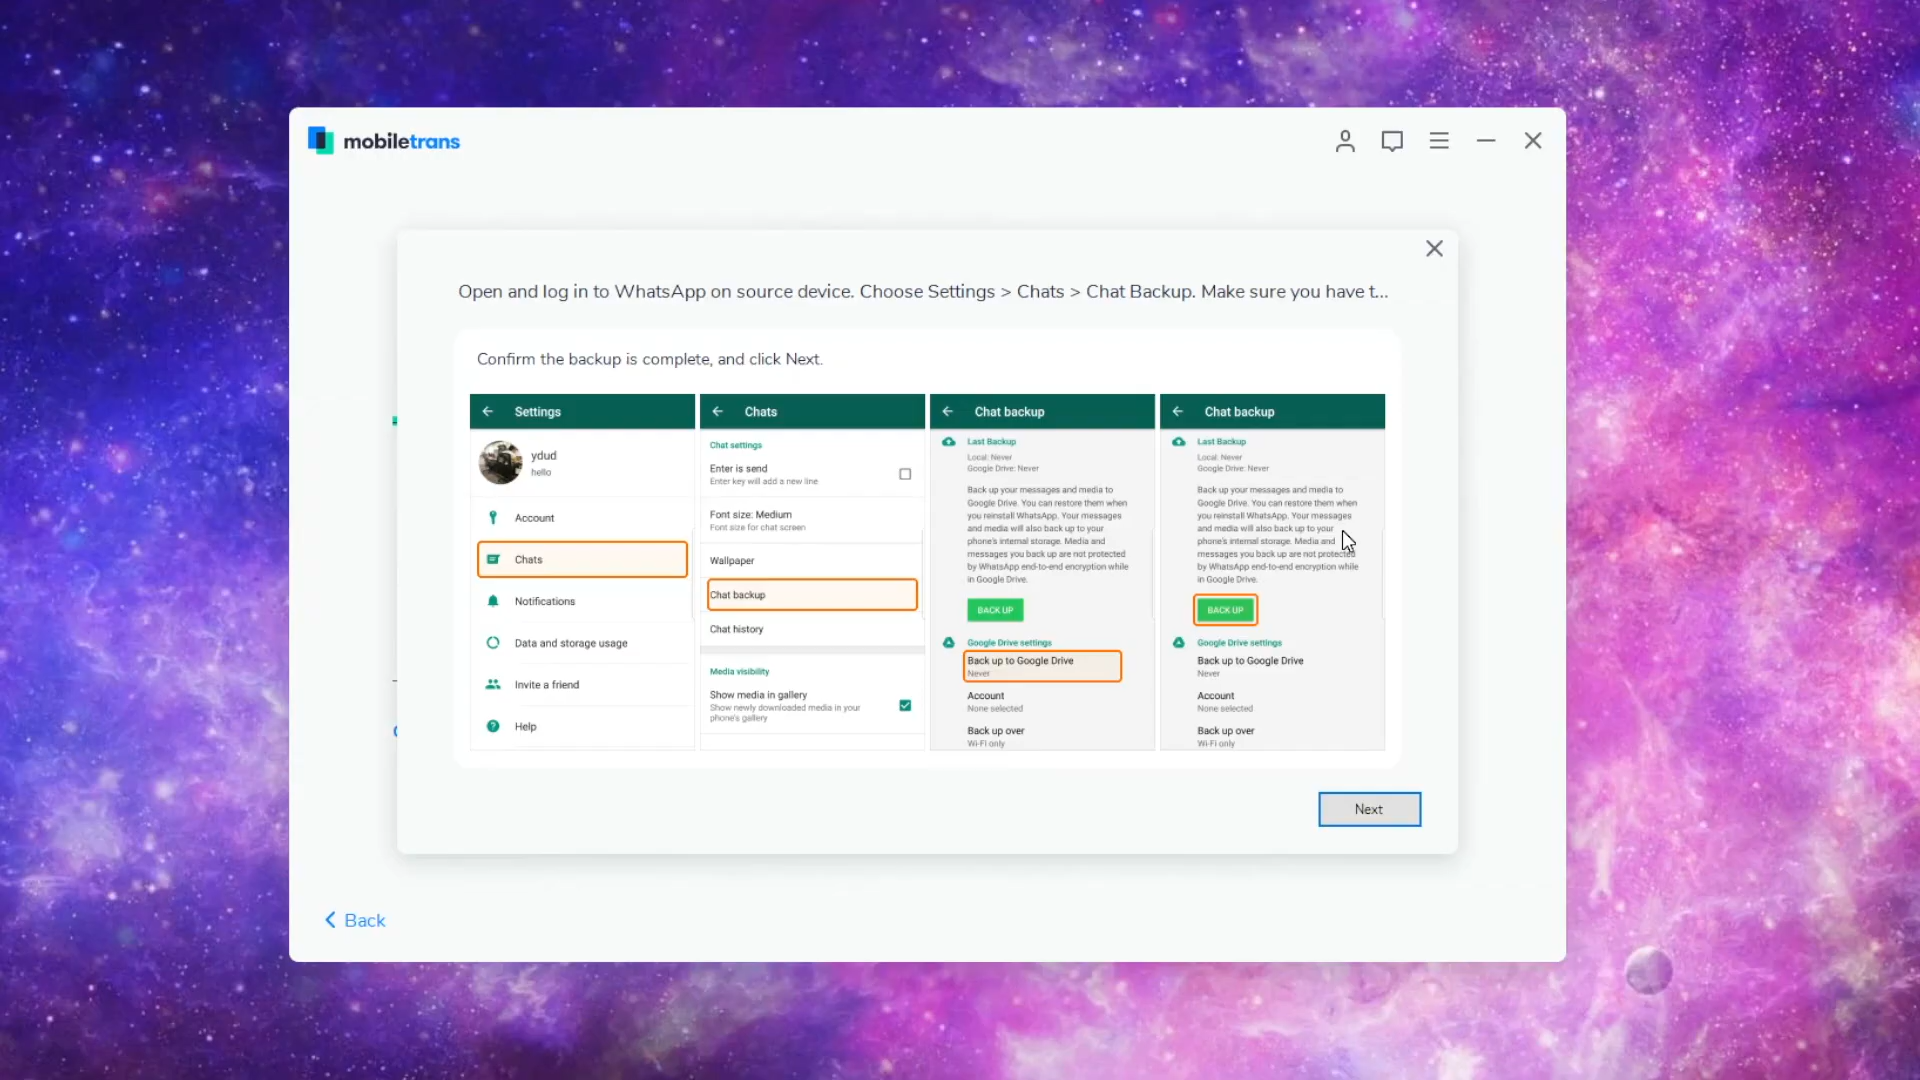 mobiletrans
Open and log in to WhatsApp on source device. Choose Settings > Chats > Chat Backup. Make sure you have t...
Confirm the backup is complete, and click Next.
Settings
ydud
hello
Account
Chats
Notifications
Data and storage usage
Invite a friend
Help
Chats
Chat settings
Enter is send
Enter key will add a new line
Font size: Medium
Font size for chat screen
Wallpaper
Chat backup
Chat history
Media visibility
Show media in gallery
Show newly downloaded media in your
phone's gallery
Chat backup
Last Backup
Local: Never
Google Drive: Never
Back up your messages and media to
Google Drive. You can restore them when
you reinstall WhatsApp. Your messages
and media will also back up to your
phone's internal storage. Media and
messages you back up are not protected
by WhatsApp end-to-end encryption while
in Google Drive.
BACK UP
Google Drive settings
Back up to Google Drive
Never
Account
None selected
Back up over
Wi-Fi only
Chat backup
Last Backup
Local: Never
Google Drive: Never
Back up your messages and media to
Google Drive. You can restore them when
you reinstall WhatsApp. Your messages
and media will also back up to your
phone's internal storage. Media and
messages you back up are not protected
by WhatsApp end-to-end encryption while
in Google Drive.
BACK UP
Google Drive settings
Back up to Google Drive
Never
Account
None selected
Back up over
Wi-Fi only
Next
Back